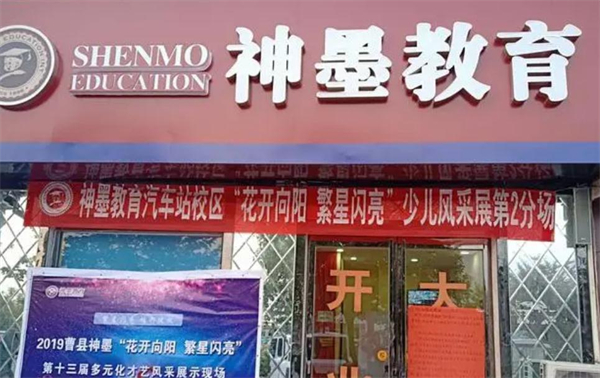 SHENMO
EDUCATION
神墨教育
神墨教育汽车站校区“花开向阳 繁星闪亮”少儿风采展第2分场
2019曹县神墨“花开向阳 繁星闪亮”
第十三届多元化才艺风采展示现场
开 大
业